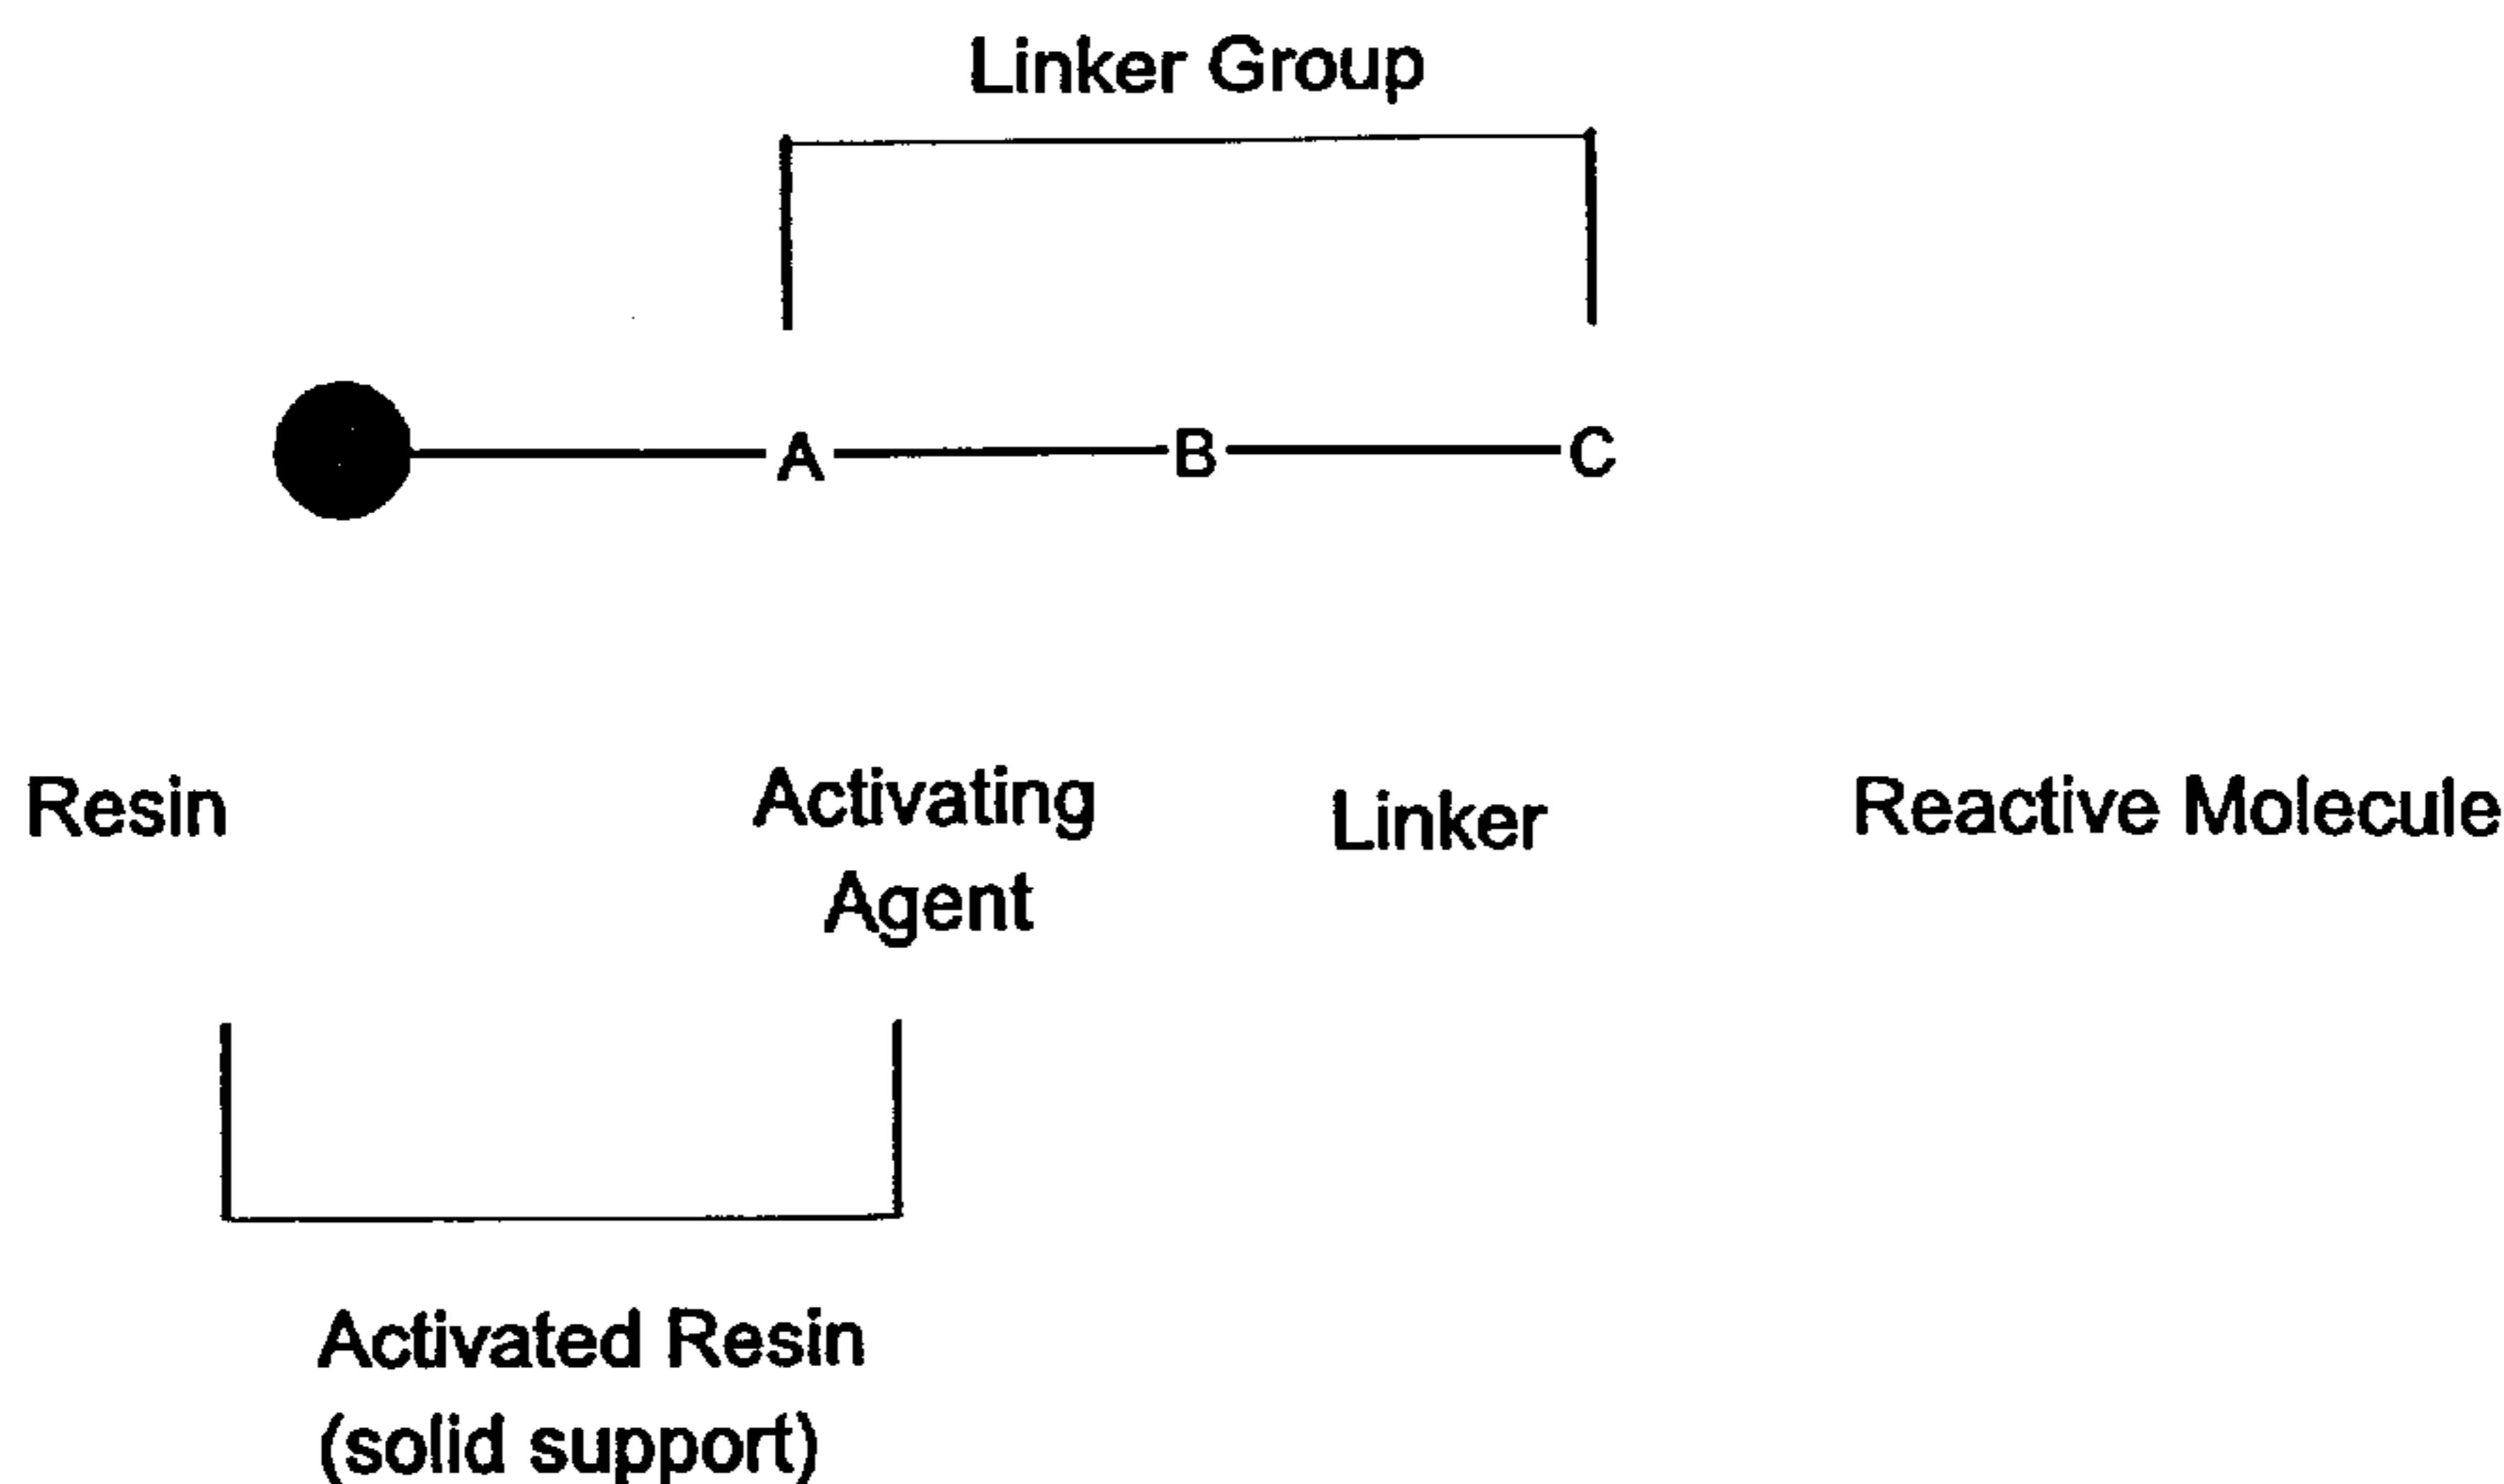 Linker Group
A B C
Resin Activating Agent Linker Reactive Molecule
Activated Resin
(solid support)